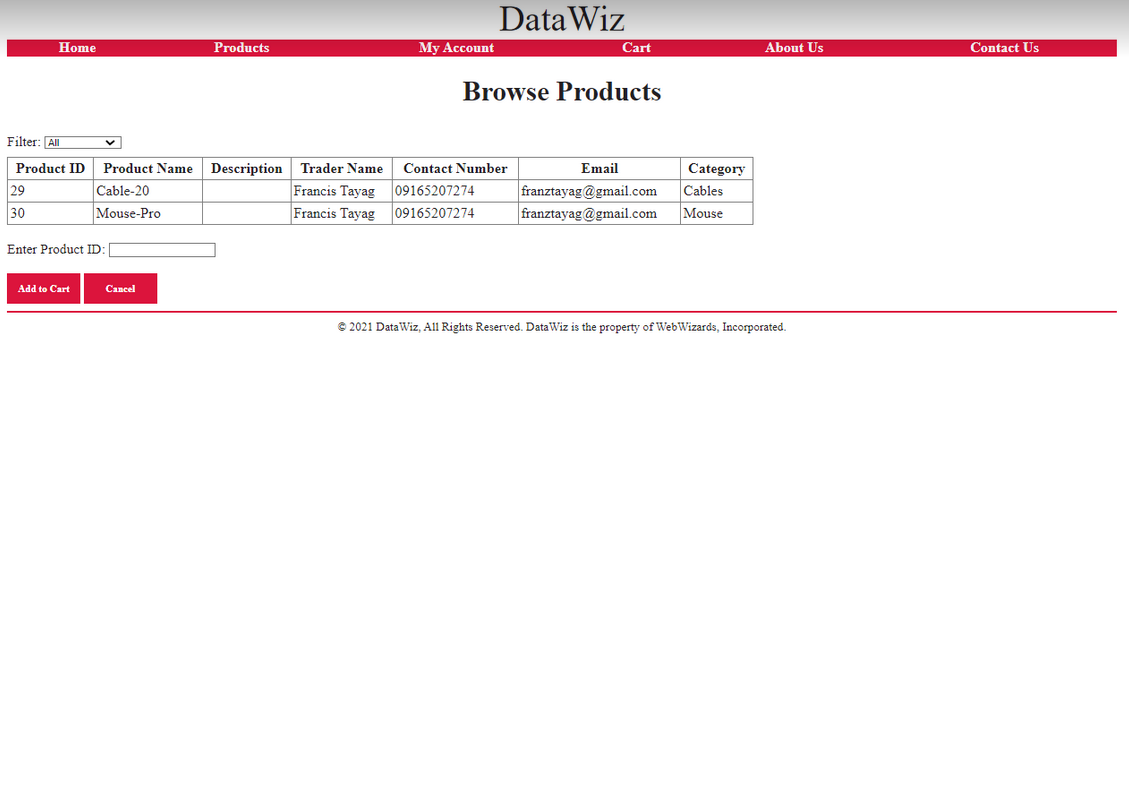 DataWiz
Home Products My Account Cart About Us Contact Us
Browse Products
Filter: All
Product ID Product Name Description Trader Name Contact Number Email Category
29 Cable-20 Francis Tayag 09165207274 franztayag@gmail.com Cables
30 Mouse-Pro Francis Tayag 09165207274 franztayag@gmail.com Mouse
Enter Product ID:
Add to Cart Cancel
© 2021 DataWiz, All Rights Reserved. DataWiz is the property of WebWizards, Incorporated.